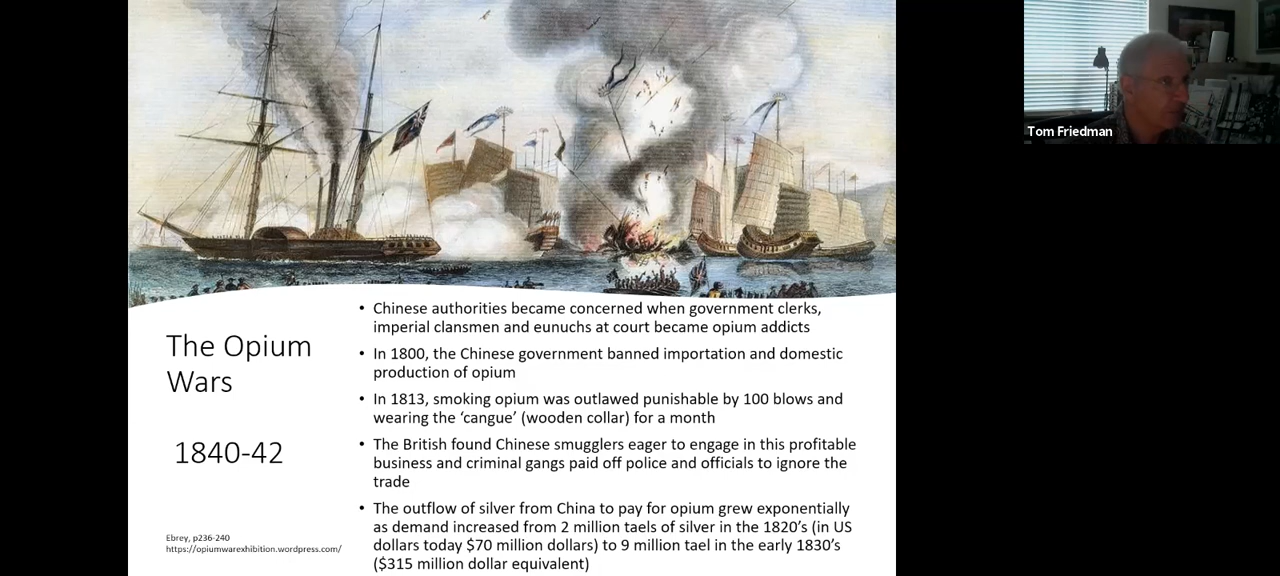 Tom Friedman
The Opium
Wars
1840-42
Ebrey, p236-240
https://opiumwarexhibition.wordpress.com/
• Chinese authorities became concerned when government clerks,
imperial clansmen and eunuchs at court became opium addicts
• In 1800, the Chinese government banned importation and domestic
production of opium
• In 1813, smoking opium was outlawed punishable by 100 blows and
wearing the ‘cangue’ (wooden collar) for a month
• The British found Chinese smugglers eager to engage in this profitable
business and criminal gangs paid off police and officials to ignore the
trade
• The outflow of silver from China to pay for opium grew exponentially
as demand increased from 2 million taels of silver in the 1820’s (in US
dollars today $70 million dollars) to 9 million tael in the early 1830’s
($315 million dollar equivalent)